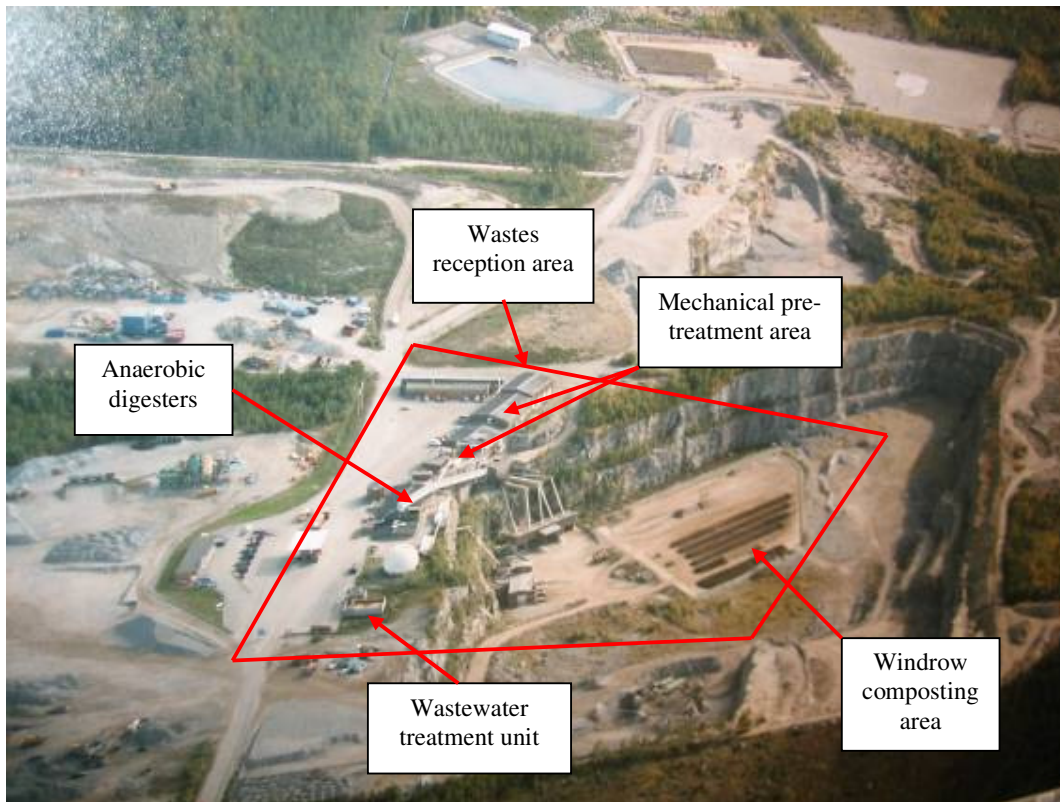 Wastes
reception area
Mechanical pre-
treatment area
Anaerobic
digesters
Windrow
composting
area
Wastewater
treatment unit